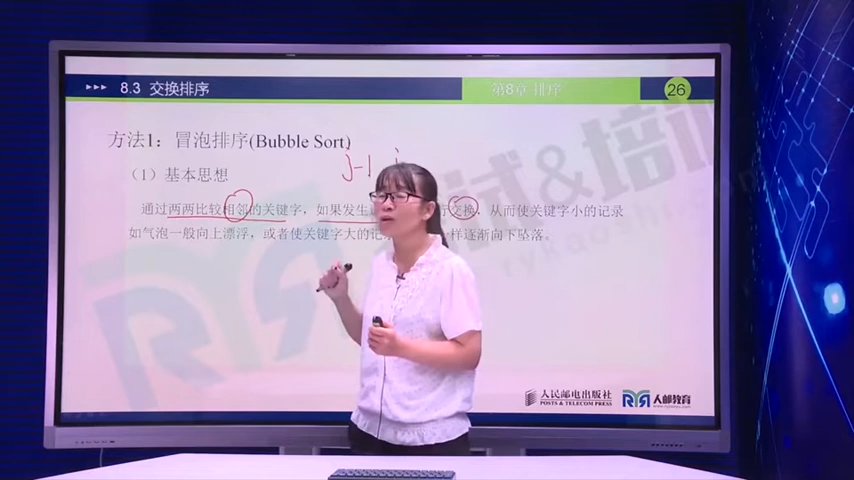 8.3 交换排序
第8章 排序
26
方法1：冒泡排序(Bubble Sort)
j-1 j
（1）基本思想
通过两两比较相邻的关键字，如果发生 交换，从而使关键字小的记录
如气泡一般向上漂浮，或者使关键字大的记 一样逐渐向下坠落。
人民邮电出版社
POSTS & TELECOM PRESS
人邮教育